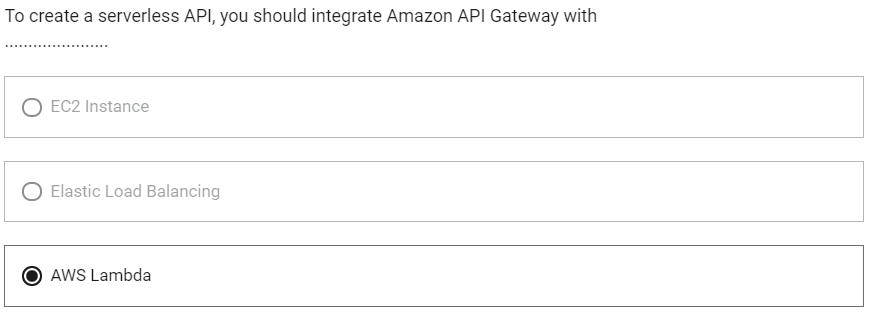 To create a serverless API, you should integrate Amazon API Gateway with
......................
EC2 Instance
Elastic Load Balancing
AWS Lambda